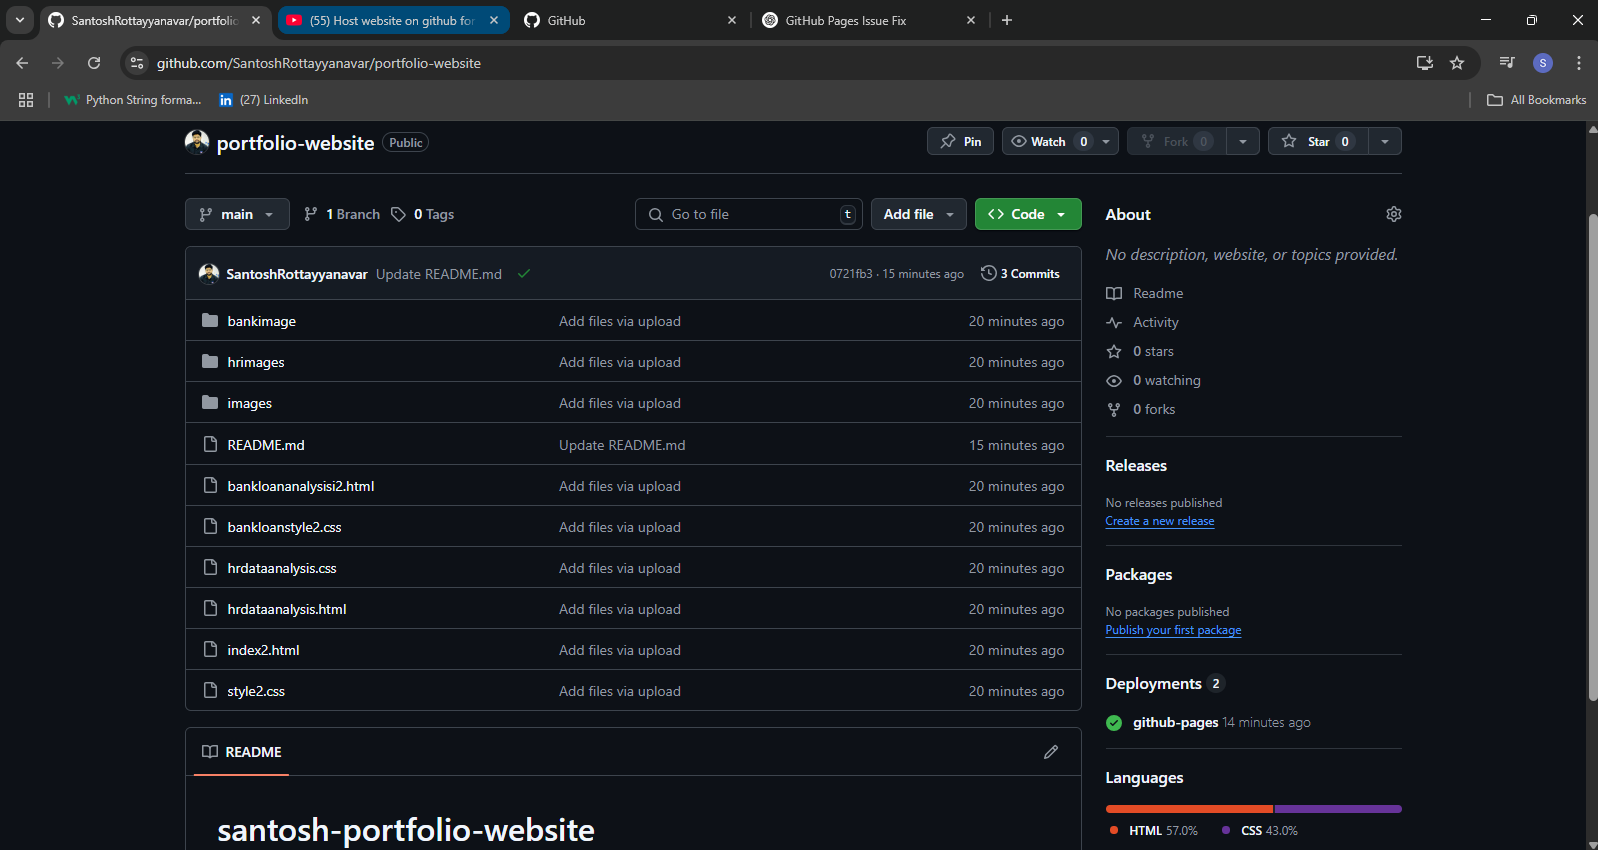 SantoshRottayyanavar/portfolio
(55) Host website on github for
GitHub
GitHub Pages Issue Fix
github.com/SantoshRottayyanavar/portfolio-website
S
Python String forma...
(27) LinkedIn
All Bookmarks
portfolio-website Public
Pin
Watch 0
Fork 0
Star 0
main
1 Branch
0 Tags
Go to file t
Add file
Code
SantoshRottayyanavar Update README.md
0721fb3 · 15 minutes ago
3 Commits
bankimage Add files via upload 20 minutes ago
hrimages Add files via upload 20 minutes ago
images Add files via upload 20 minutes ago
README.md Update README.md 15 minutes ago
bankloananalysisi2.html Add files via upload 20 minutes ago
bankloanstyle2.css Add files via upload 20 minutes ago
hrdataanalysis.css Add files via upload 20 minutes ago
hrdataanalysis.html Add files via upload 20 minutes ago
index2.html Add files via upload 20 minutes ago
style2.css Add files via upload 20 minutes ago
README
santosh-portfolio-website
About
No description, website, or topics provided.
Readme
Activity
0 stars
0 watching
0 forks
Releases
No releases published
Create a new release
Packages
No packages published
Publish your first package
Deployments 2
github-pages 14 minutes ago
Languages
HTML 57.0%
CSS 43.0%